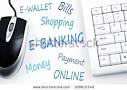 E-WALLET Bills
Shopping
E-BANKING
Money Payment
ONLINE